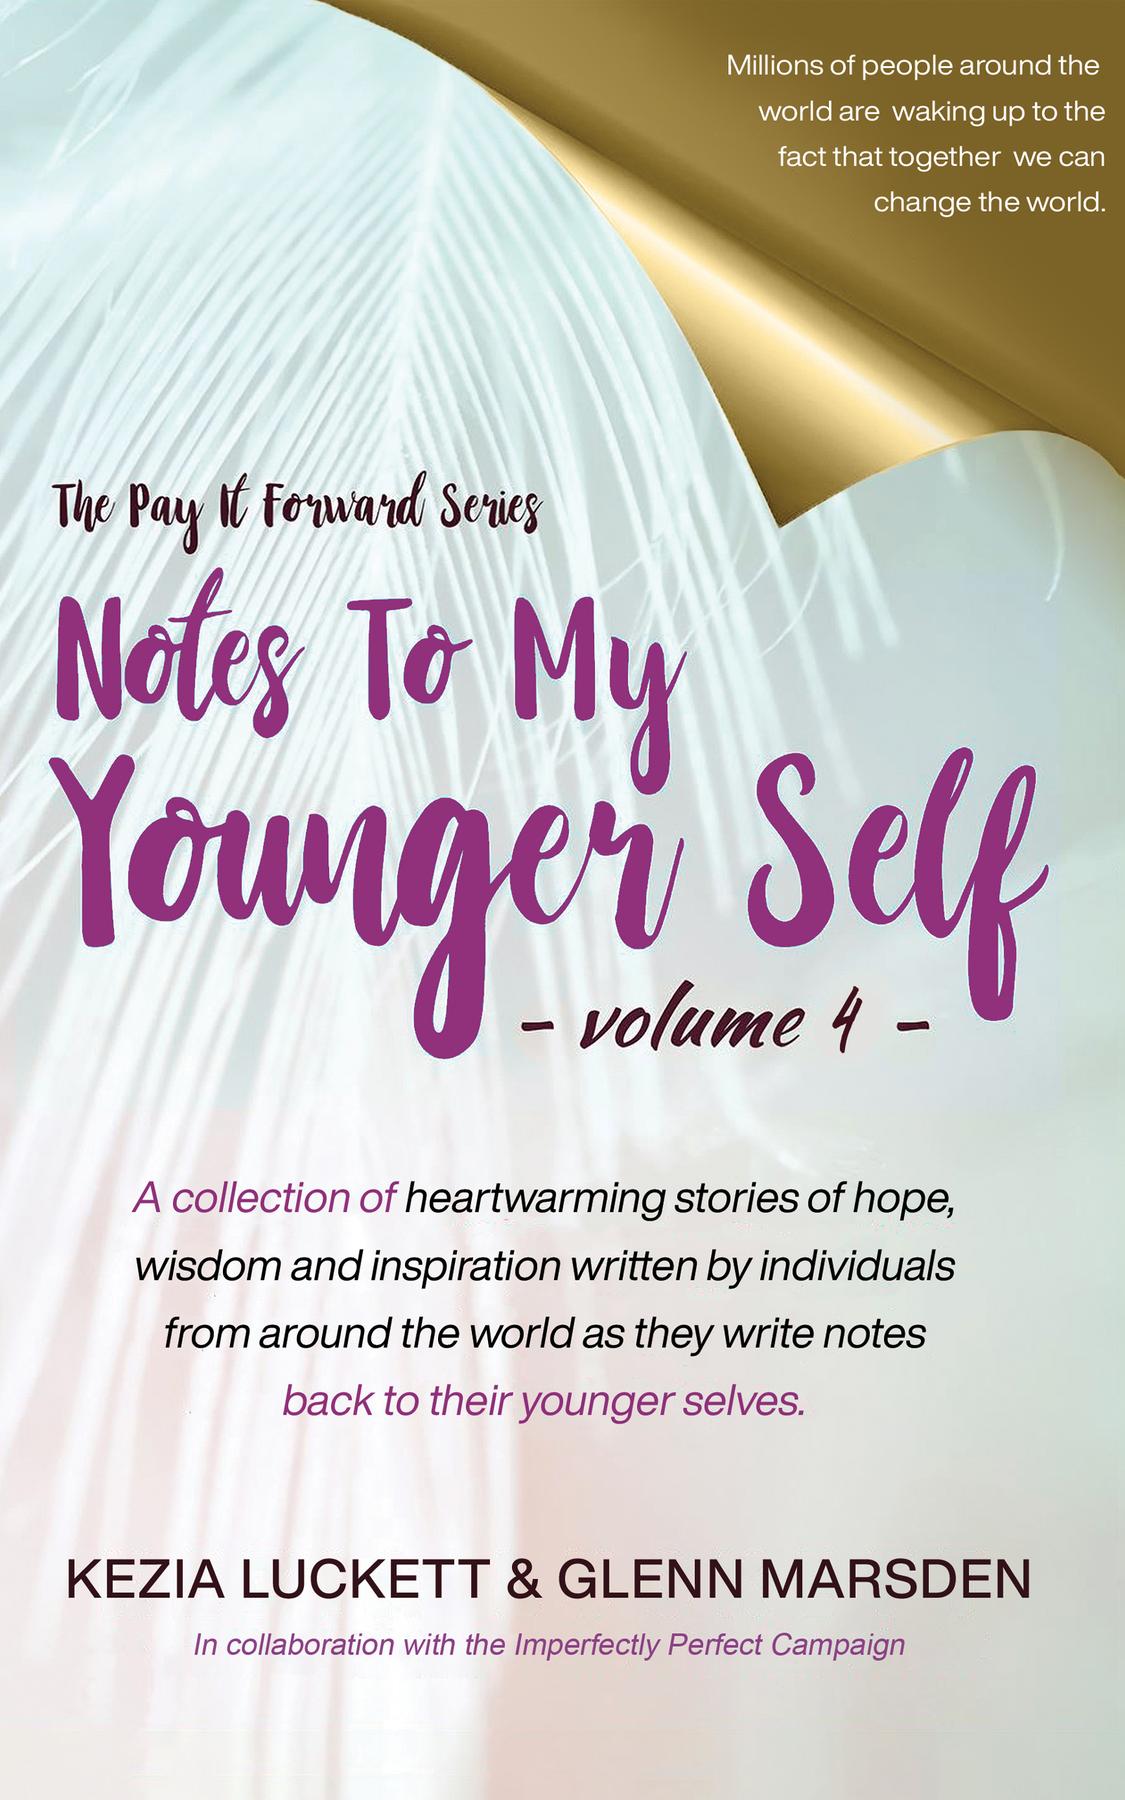 Millions of people around the
world are waking up to the
fact that together we can
change the world.
The Pay It Forward Series
Notes To My
Younger Self
- volume 4 -
A collection of heartwarming stories of hope,
wisdom and inspiration written by individuals
from around the world as they write notes
back to their younger selves.
KEZIA LUCKETT & GLENN MARSDEN
In collaboration with the Imperfectly Perfect Campaign